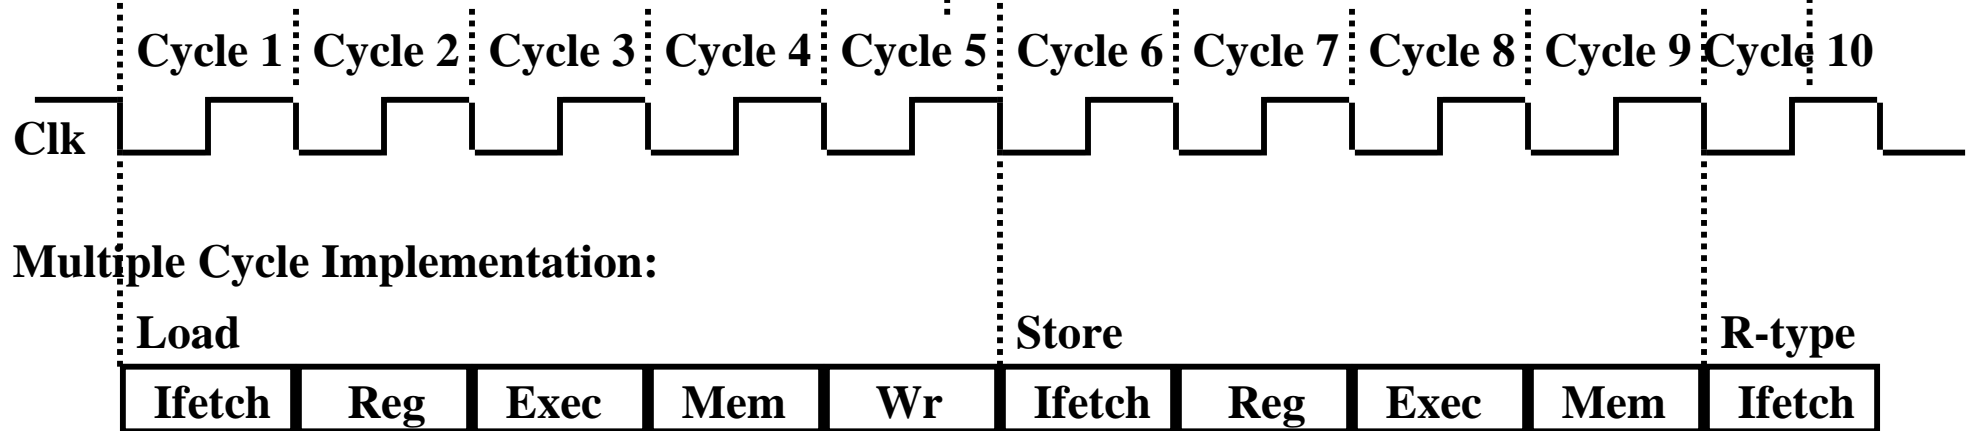 Cycle 1 Cycle 2 Cycle 3 Cycle 4 Cycle 5 Cycle 6 Cycle 7 Cycle 8 Cycle 9 Cycle 10
Clk
Multiple Cycle Implementation:
Load Store R-type
Ifetch Reg Exec Mem Wr Ifetch Reg Exec Mem Ifetch